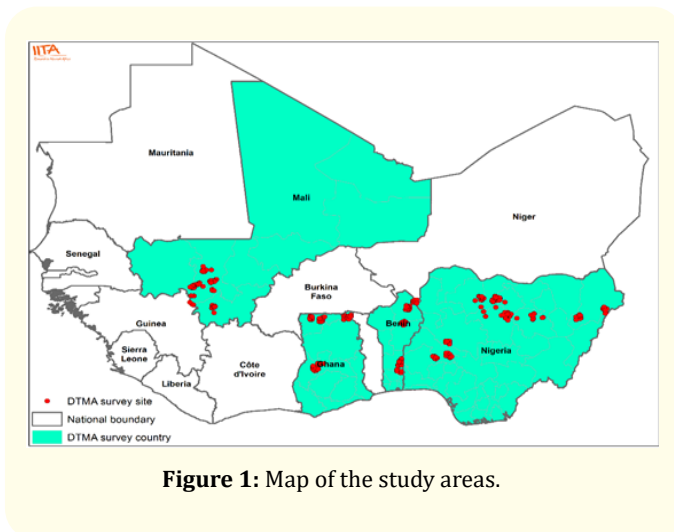 IITA
Mauritania
Mali
Niger
Senegal
Burkina
Faso
Guinea
Benin
Nigeria
Sierra
Leone
Côte
d'Ivoire
Ghana
Liberia
DTMA survey site
National boundary
DTMA survey country
Figure 1: Map of the study areas.